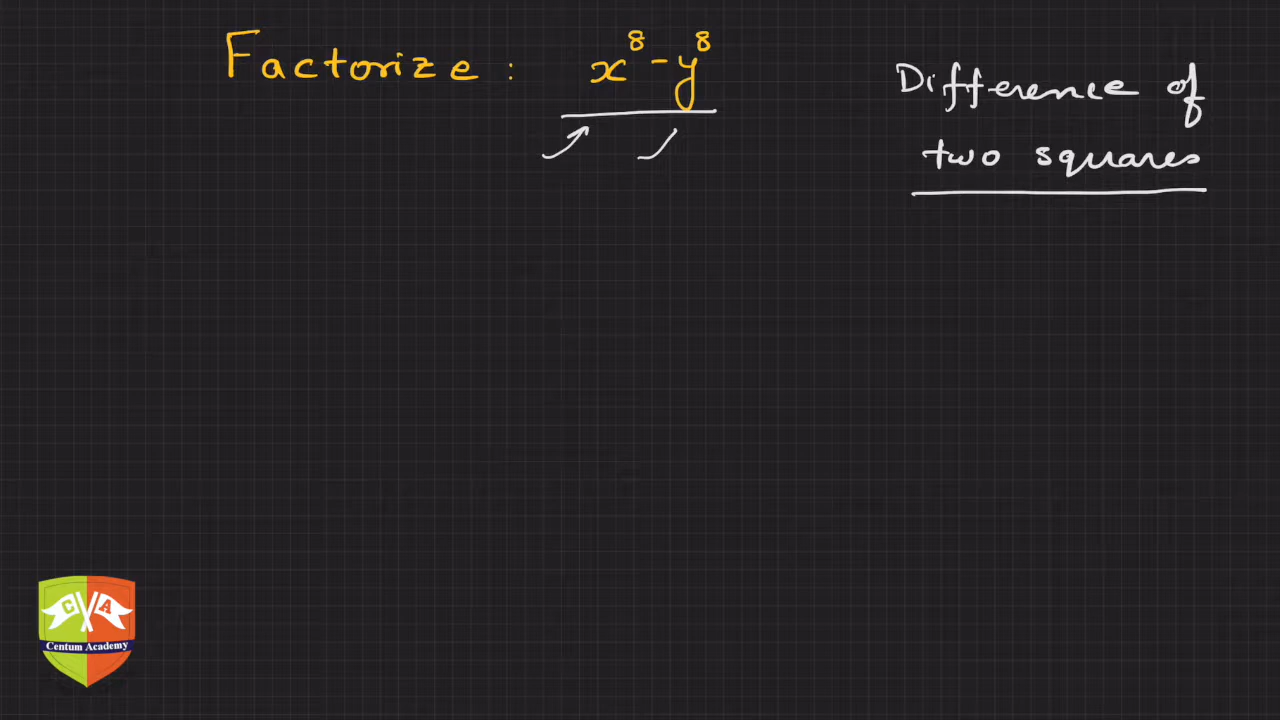 Factorize : x⁸ - y⁸
Difference of
two squares
C A
Centum Academy